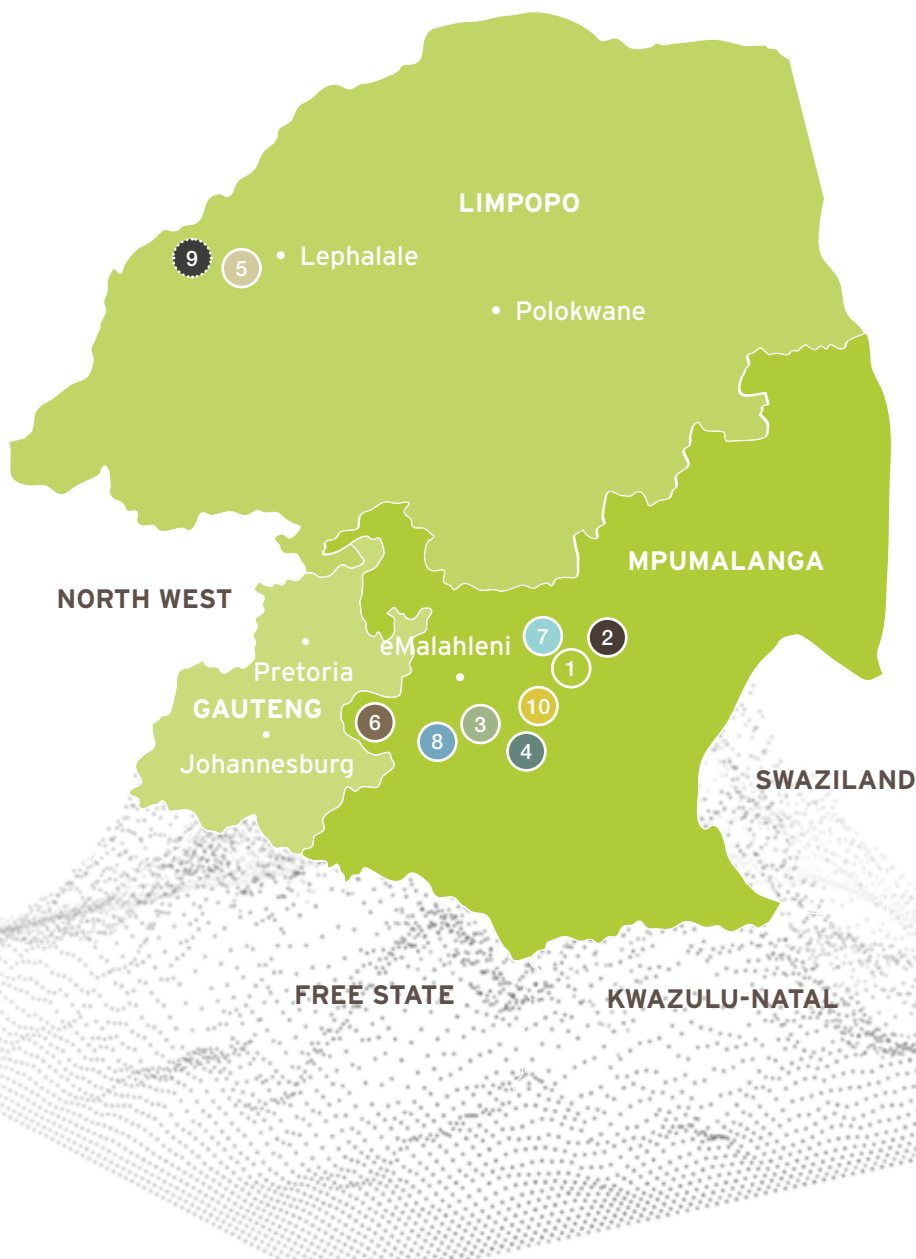 LIMPOPO
9
5
Lephalale
Polokwane
MPUMALANGA
NORTH WEST
7
2
eMalahleni
1
Pretoria
GAUTENG
10
6
3
8
4
Johannesburg
SWAZILAND
FREE STATE
KWAZULU-NATAL